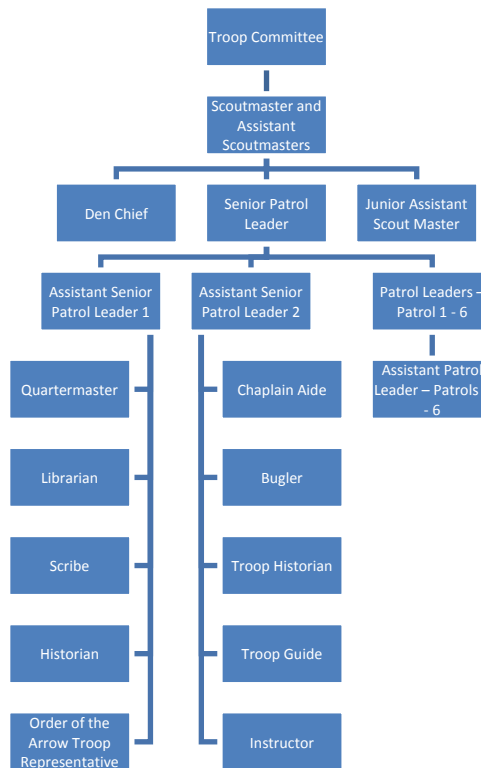 Troop Committee
Scoutmaster and
Assistant
Scoutmasters
Den Chief
Senior Patrol
Leader
Junior Assistant
Scout Master
Assistant Senior
Patrol Leader 1
Assistant Senior
Patrol Leader 2
Patrol Leaders –
Patrol 1 - 6
Quartermaster
Chaplain Aide
Assistant Patrol
Leader – Patrols
- 6
Librarian
Bugler
Scribe
Troop Historian
Historian
Troop Guide
Order of the
Arrow Troop
Representative
Instructor